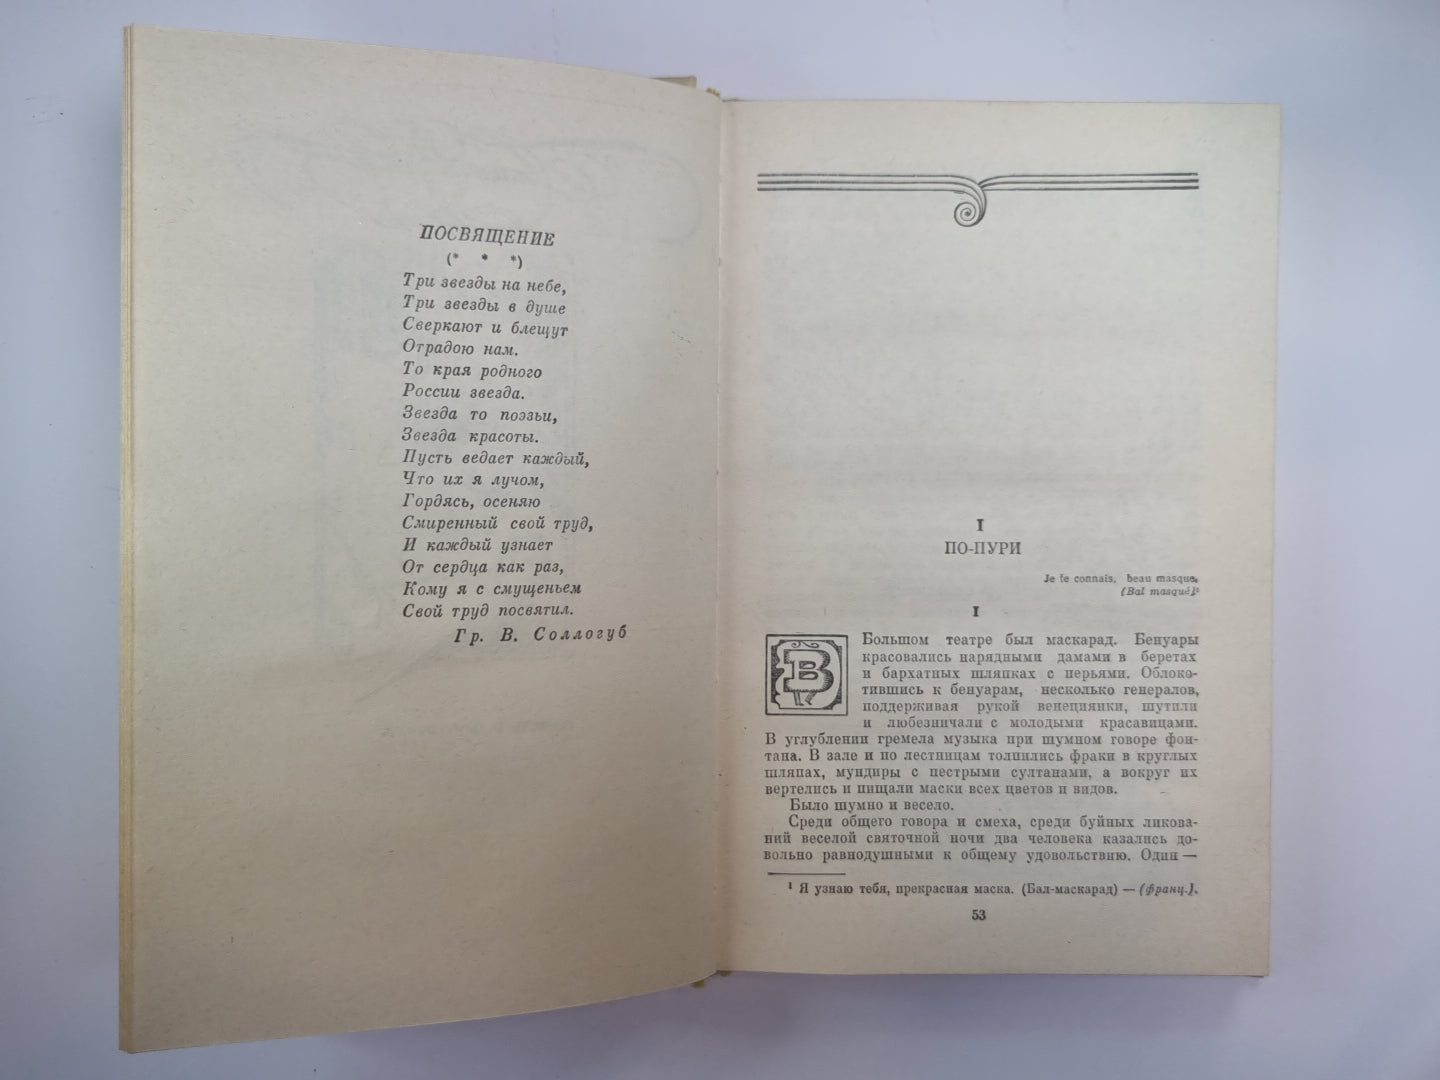 ПОСВЯЩЕНИЕ
(* * *)
Три звезды на небе,
Три звезды в душе
Сверкают и блещут
Отрадою нам.
То края родного
России звезда.
Звезда то поэзьи,
Звезда красоты.
Пусть ведает каждый,
Что их я лучом,
Гордясь, осеняю
Смиренный свой труд,
И каждый узнает
От сердца как раз,
Кому я с смущеньем
Свой труд посвятил.
Гр. В. Соллогуб
I
ПО-ПУРИ
Je te connais, beau masque.
(Bal masqué)¹
I
В Большом театре был маскарад. Бенуары
красовались нарядными дамами в беретах
и бархатных шляпках с перьями. Облоко-
тившись к бенуарам, несколько генералов,
поддерживая рукой венециянки, шутили
и любезничали с молодыми красавицами.
В углублении гремела музыка при шумном говоре фон-
тана. В зале и по лестницам толпились фраки в круглых
шляпах, мундиры с пестрыми султанами, а вокруг их
вертелись и пищали маски всех цветов и видов.
Было шумно и весело.
Среди общего говора и смеха, среди буйных ликова-
ний веселой святочной ночи два человека казались до-
вольно равнодушными к общему удовольствию. Один —
¹ Я узнаю тебя, прекрасная маска. (Бал-маскарад) — (франц.).
53